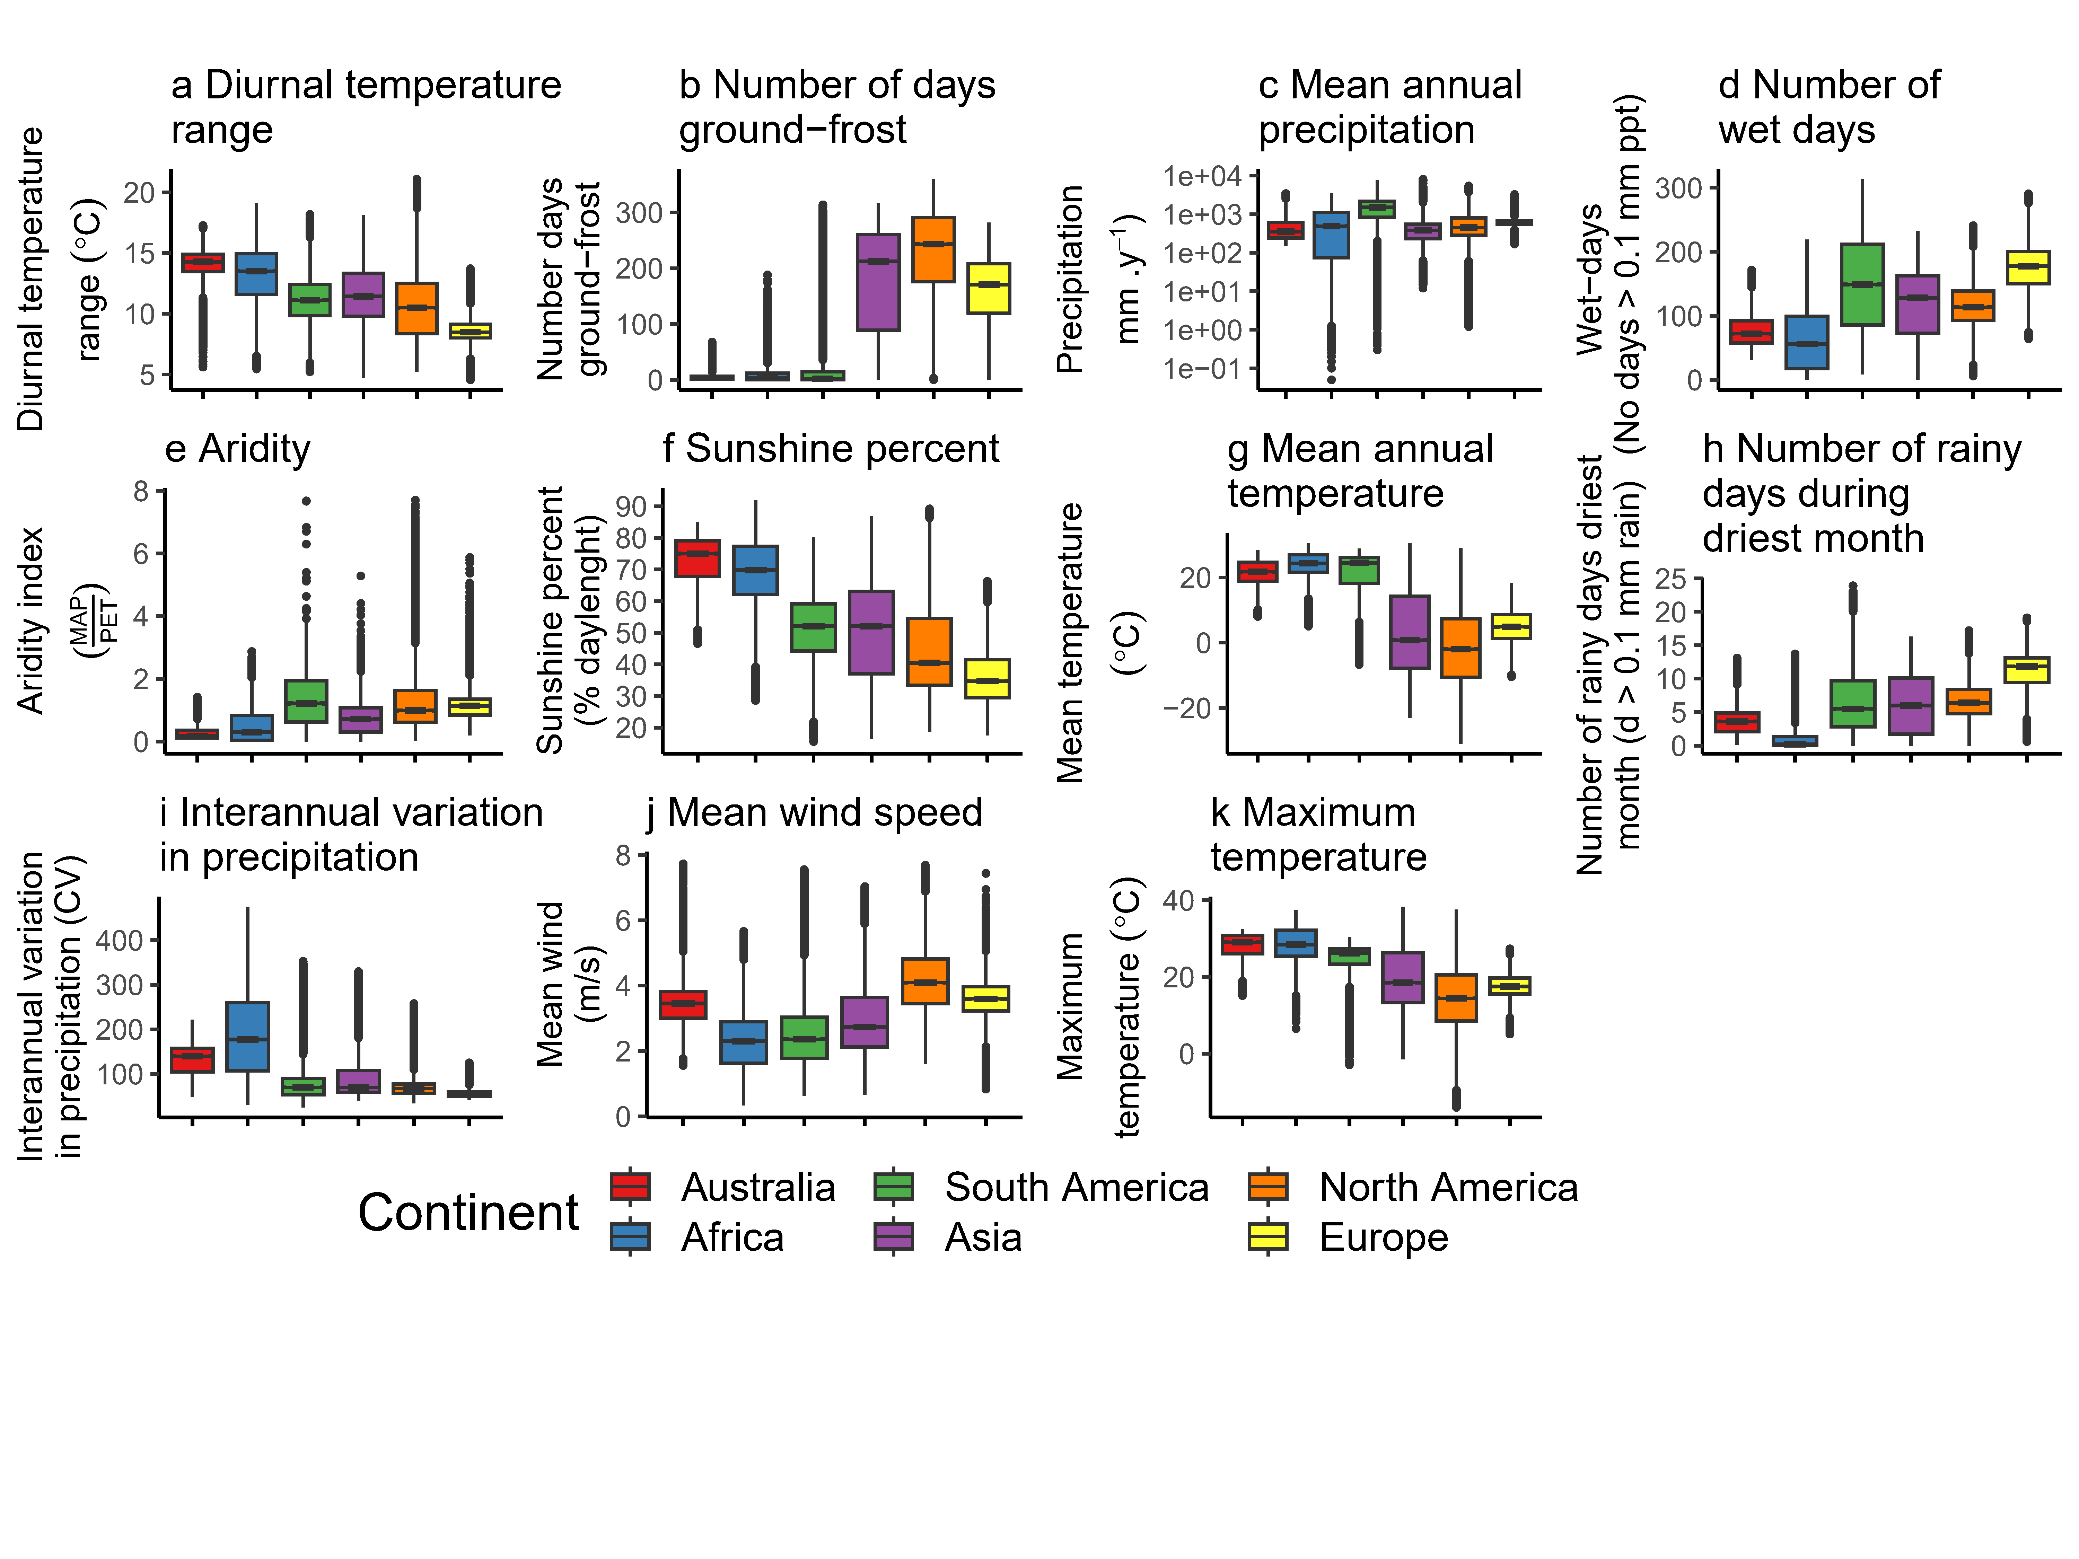 a Diurnal temperature
range
Diurnal temperature
range (°C)
20
15
10
5
b Number of days
ground−frost
Number days
ground−frost
300
200
100
0
c Mean annual
precipitation
Precipitation
mm .y⁻¹)
1e+04
1e+03
1e+02
1e+01
1e+00
1e−01
d Number of
wet days
Wet−days
(No days > 0.1 mm ppt)
300
200
100
0
e Aridity
Aridity index
(MAP/PET)
8
6
4
2
0
f Sunshine percent
Sunshine percent
(% daylenght)
90
80
70
60
50
40
30
20
g Mean annual
temperature
Mean temperature
(°C)
20
0
−20
h Number of rainy
days during
driest month
Number of rainy days driest
month (d > 0.1 mm rain)
25
20
15
10
5
0
i Interannual variation
in precipitation
Interannual variation
in precipitation (CV)
400
300
200
100
j Mean wind speed
Mean wind
(m/s)
8
6
4
2
0
k Maximum
temperature
Maximum
temperature (°C)
40
20
0
Continent
Australia
Africa
South America
Asia
North America
Europe